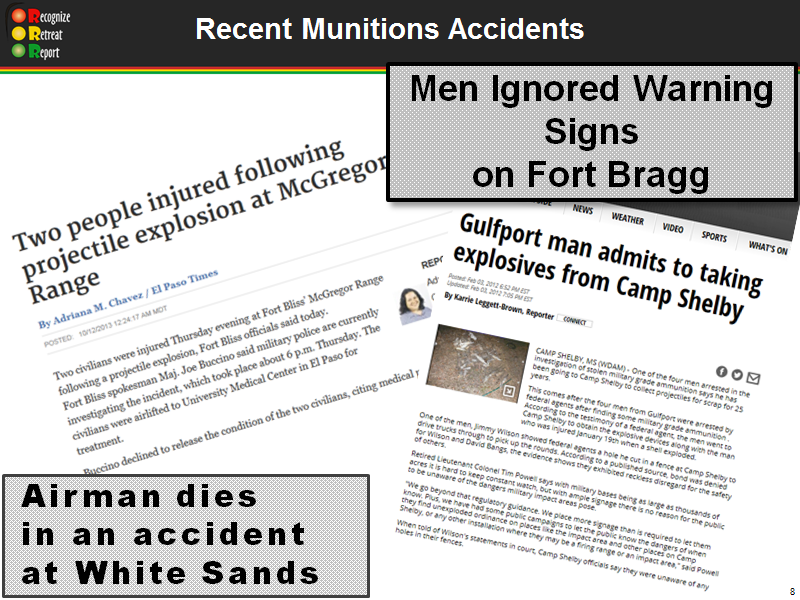 Recognize
Retreat
Report
Recent Munitions Accidents
Men Ignored Warning
Signs
on Fort Bragg
Two people injured following
projectile explosion at McGregor
Range
By Adriana M. Chavez / El Paso Times
POSTED: 10/12/2013 12:24:17 AM MDT
Two civilians were injured Thursday evening at Fort Bliss' McGregor Range
following a projectile explosion, Fort Bliss officials said today.
Fort Bliss spokesman Maj. Joe Buccino said military police are currently
investigating the incident, which took place about 6 p.m. Thursday. The
civilians were airlifted to University Medical Center in El Paso for
treatment.
Buccino declined to release the condition of the two civilians, citing medical
REPO
NEWS WEATHER VIDEO SPORTS WHAT'S ON
Gulfport man admits to taking
explosives from Camp Shelby
Posted: Feb 03, 2012 6:52 PM EST
Updated: Feb 03, 2012 7:05 PM EST
By Karrie Leggett-Brown, Reporter CONNECT
CAMP SHELBY, MS (WDAM) - One of the four men arrested in the
investigation of stolen military grade ammunition says he has
been going to Camp Shelby to collect projectiles for scrap for 25
years.
This comes after the four men from Gulfport were arrested by
federal agents after finding some military grade ammunition .
According to the testimony of a federal agent, the men went to
Camp Shelby to obtain the explosive devices along with the man
who was injured January 19th when a shell exploded.
One of the men, Jimmy Wilson showed federal agents a hole he cut in a fence at Camp Shelby to
drive trucks through to pick up the rounds. According to a published source, bond was denied
for Wilson and David Bangs, the evidence shows they exhibited reckless disregard for the safety
of others.
Retired Lieutenant Colonel Tim Powell says with military bases being as large as thousands of
acres it is hard to keep constant watch, but with ample signage there is no reason for the public
to be unaware of the dangers military impact areas pose.
"We go beyond that regulatory guidance. We place more signage than is required to let them
know. Plus, we have had some public campaigns to let the public know the dangers of when
they find unexploded ordinance on places like the impact area and other places on Camp
Shelby, or any other installation where they may be a firing range or an impact area," said Powell
When told of Wilson's statements in court, Camp Shelby officials say they were unaware of any
holes in their fences.
Airman dies
in an accident
at White Sands
8